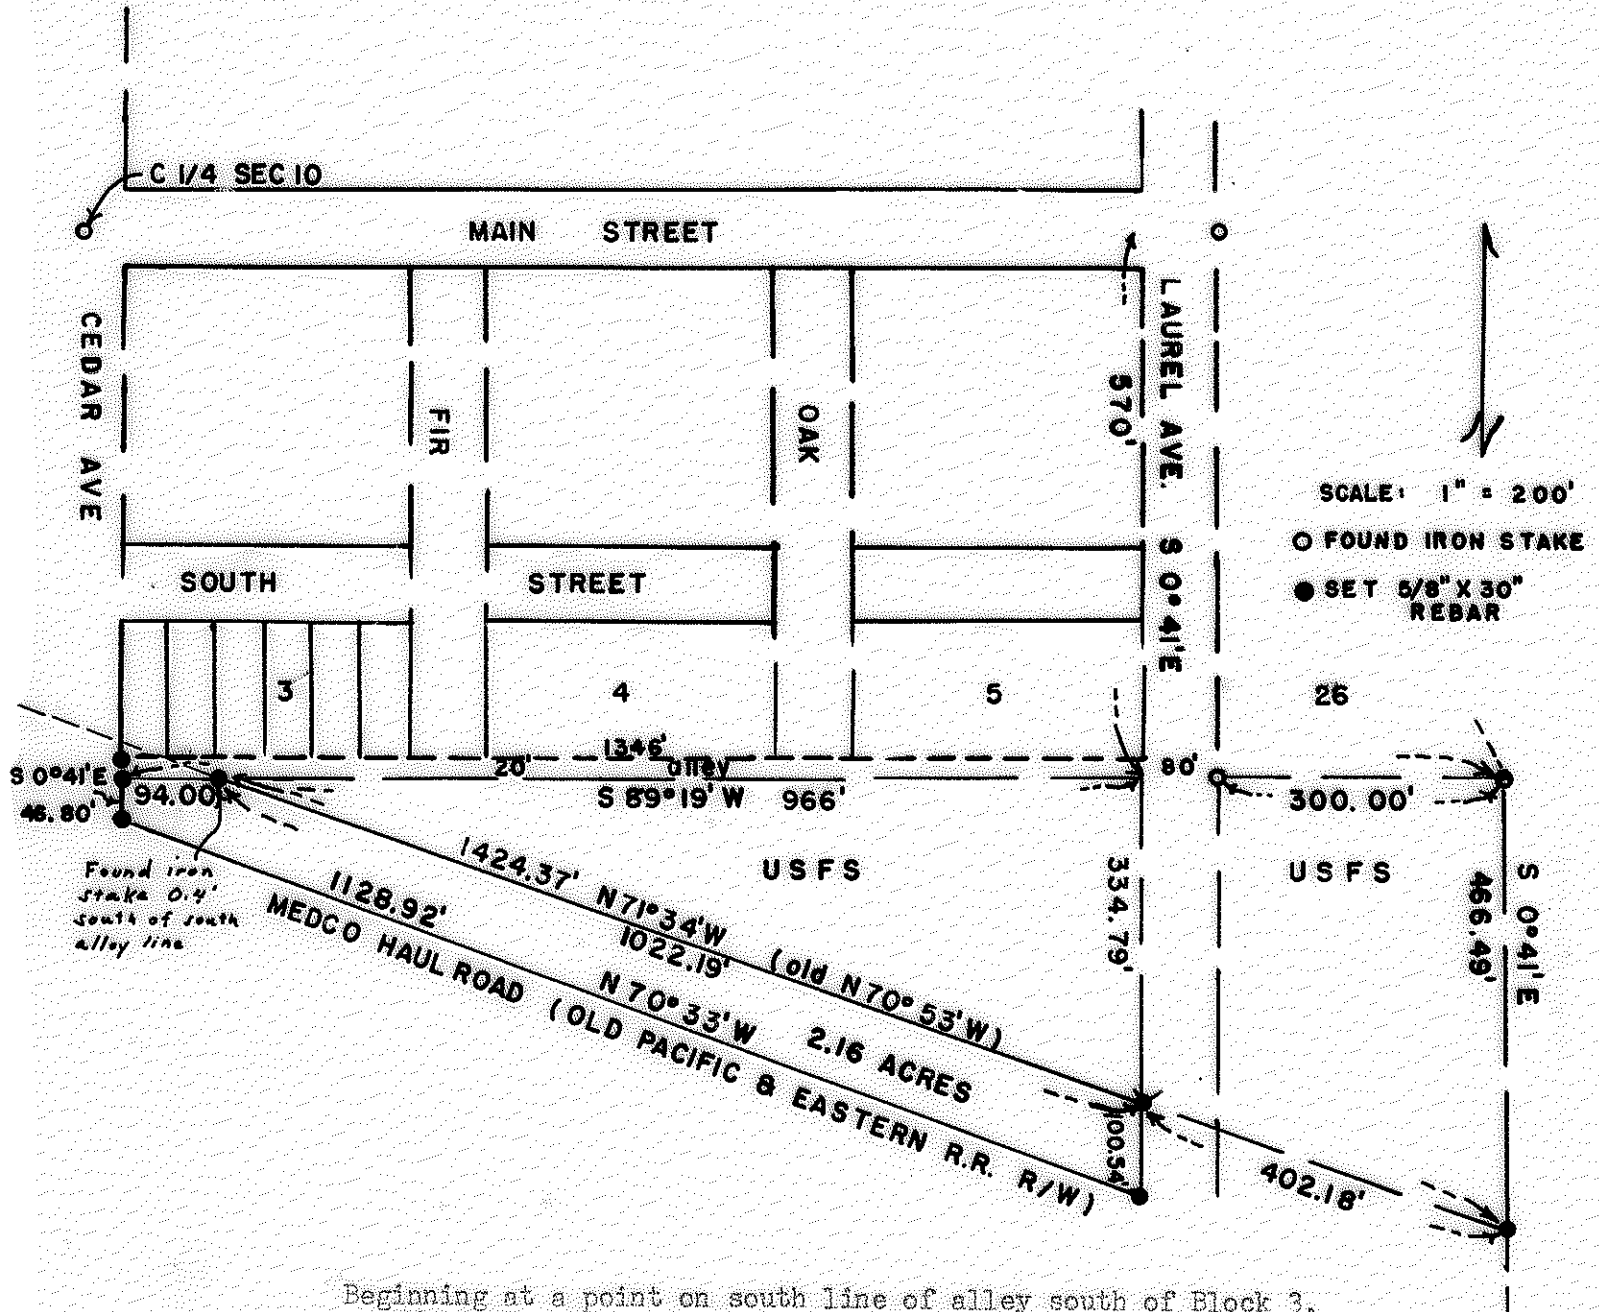 C 1/4 SEC 10
MAIN STREET
CEDAR AVE
FIR
OAK
LAUREL AVE. S 0°41'E
570'
SCALE: 1" = 200'
FOUND IRON STAKE
SET 5/8" X 30"
REBAR
SOUTH STREET
3
4
5
26
1346'
20' alley
80'
S 0°41'E
94.00
S 89°19' W 966'
300.00'
46.80'
USFS
USFS
Found iron
stake 0.4'
south of south
alley line
1424.37' N71°34'W (old N70°53'W)
1022.19'
1128.92'
N 70°33'W 2.16 ACRES
MEDCO HAUL ROAD (OLD PACIFIC & EASTERN R.R. R/W)
334.79'
100.54'
S 0°41'E
466.49'
402.18'
Beginning at a point on south line of alley south of Block 3,